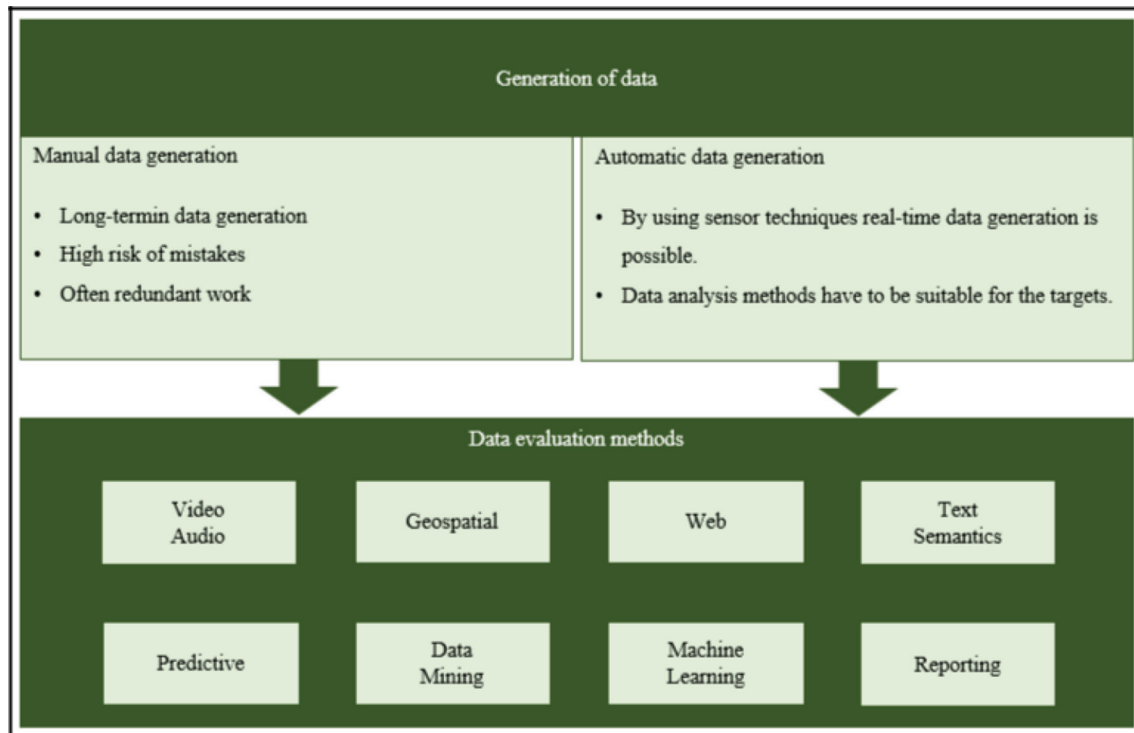 Generation of data
Manual data generation
• Long-termin data generation
• High risk of mistakes
• Often redundant work
Automatic data generation
• By using sensor techniques real-time data generation is
possible.
• Data analysis methods have to be suitable for the targets.
Data evaluation methods
Video
Audio
Geospatial
Web
Text
Semantics
Predictive
Data
Mining
Machine
Learning
Reporting